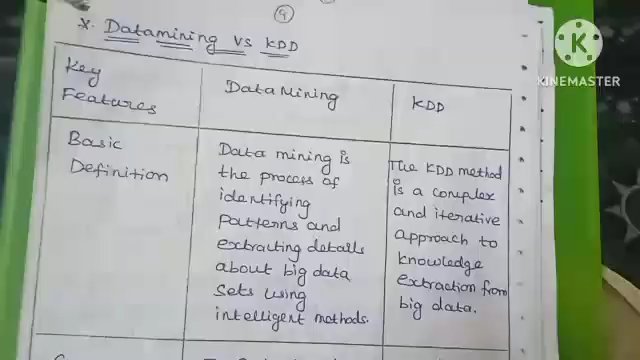 9
X. Datamining vs KDD
Key Features
Data Mining
KDD
Basic
Definition
Data mining is
the process of
identifying
patterns and
extracting details
about big data
sets using
intelligent methods.
The KDD method
is a complex
and iterative
approach to
knowledge
extraction from
big data.
K
KINEMASTER